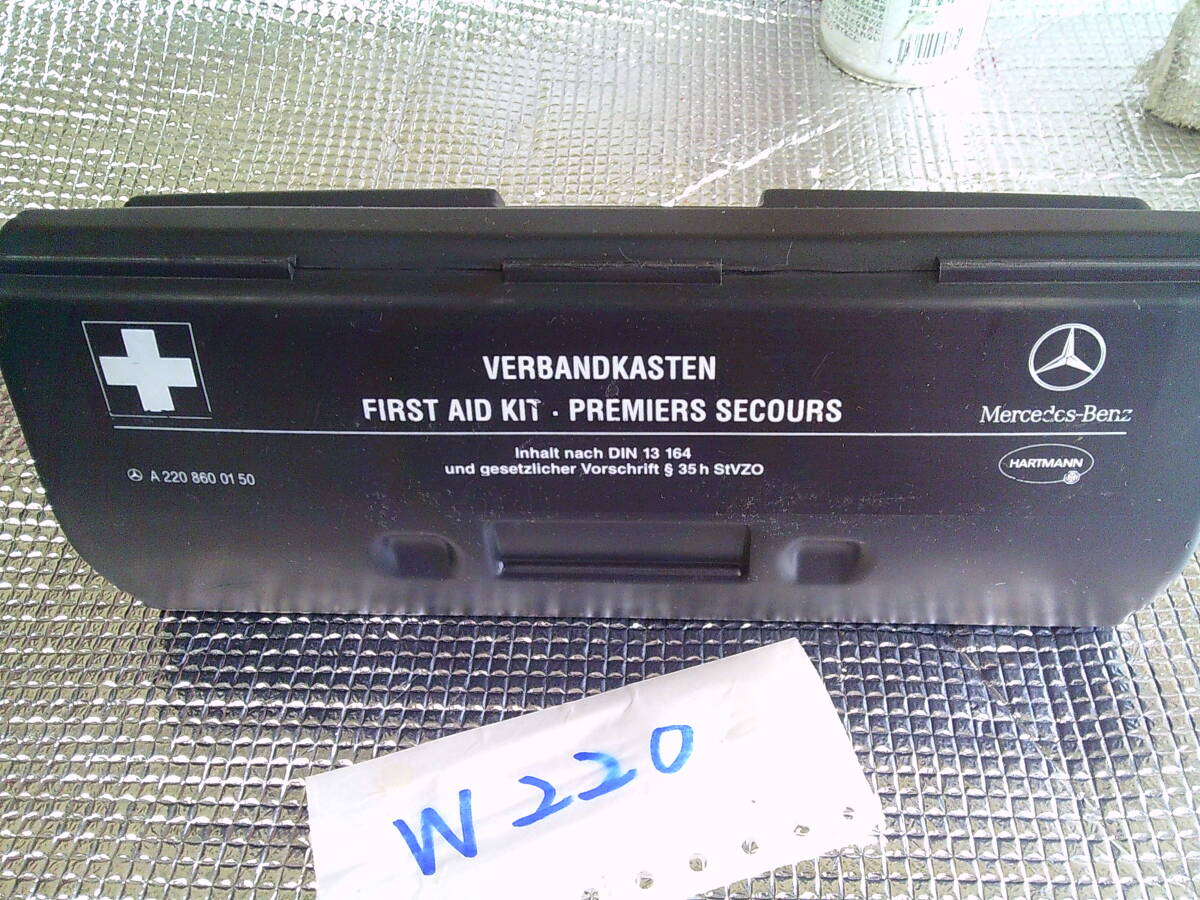 VERBANDKASTEN
FIRST AID KIT · PREMIERS SECOURS
Mercedes-Benz
Inhalt nach DIN 13 164
und gesetzlicher Vorschrift § 35 h StVZO
HARTMANN
A 220 860 01 50
W220